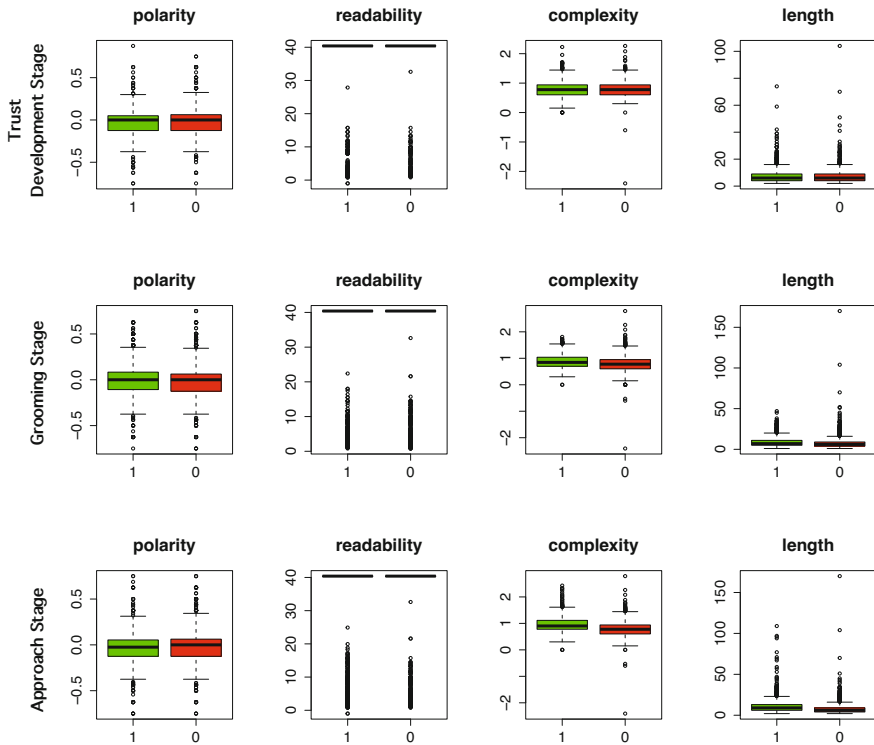 polarity readability complexity length
Trust
Development Stage
−0.5 0.0 0.5
0 10 20 30 40
−2 −1 0 1 2
0 20 60 100
1 0 1 0 1 0 1 0
polarity readability complexity length
Grooming Stage
−0.5 0.0 0.5
0 10 20 30 40
−2 0 1 2
0 50 100 150
1 0 1 0 1 0 1 0
polarity readability complexity length
Approach Stage
−0.5 0.0 0.5
0 10 20 30 40
−2 0 1 2
0 50 100 150
1 0 1 0 1 0 1 0